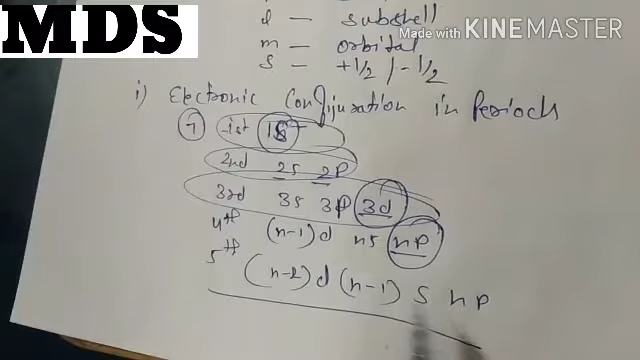 MDS
l — subshell
Made with KINEMASTER
m — orbital
s — +1/2 / -1/2
i) Electronic Configuration in Periods
7 1st 1s
2nd 2s 2p
3rd 3s 3p 3d
4th (n-1)d ns np
5th (n-2)d (n-1) s np